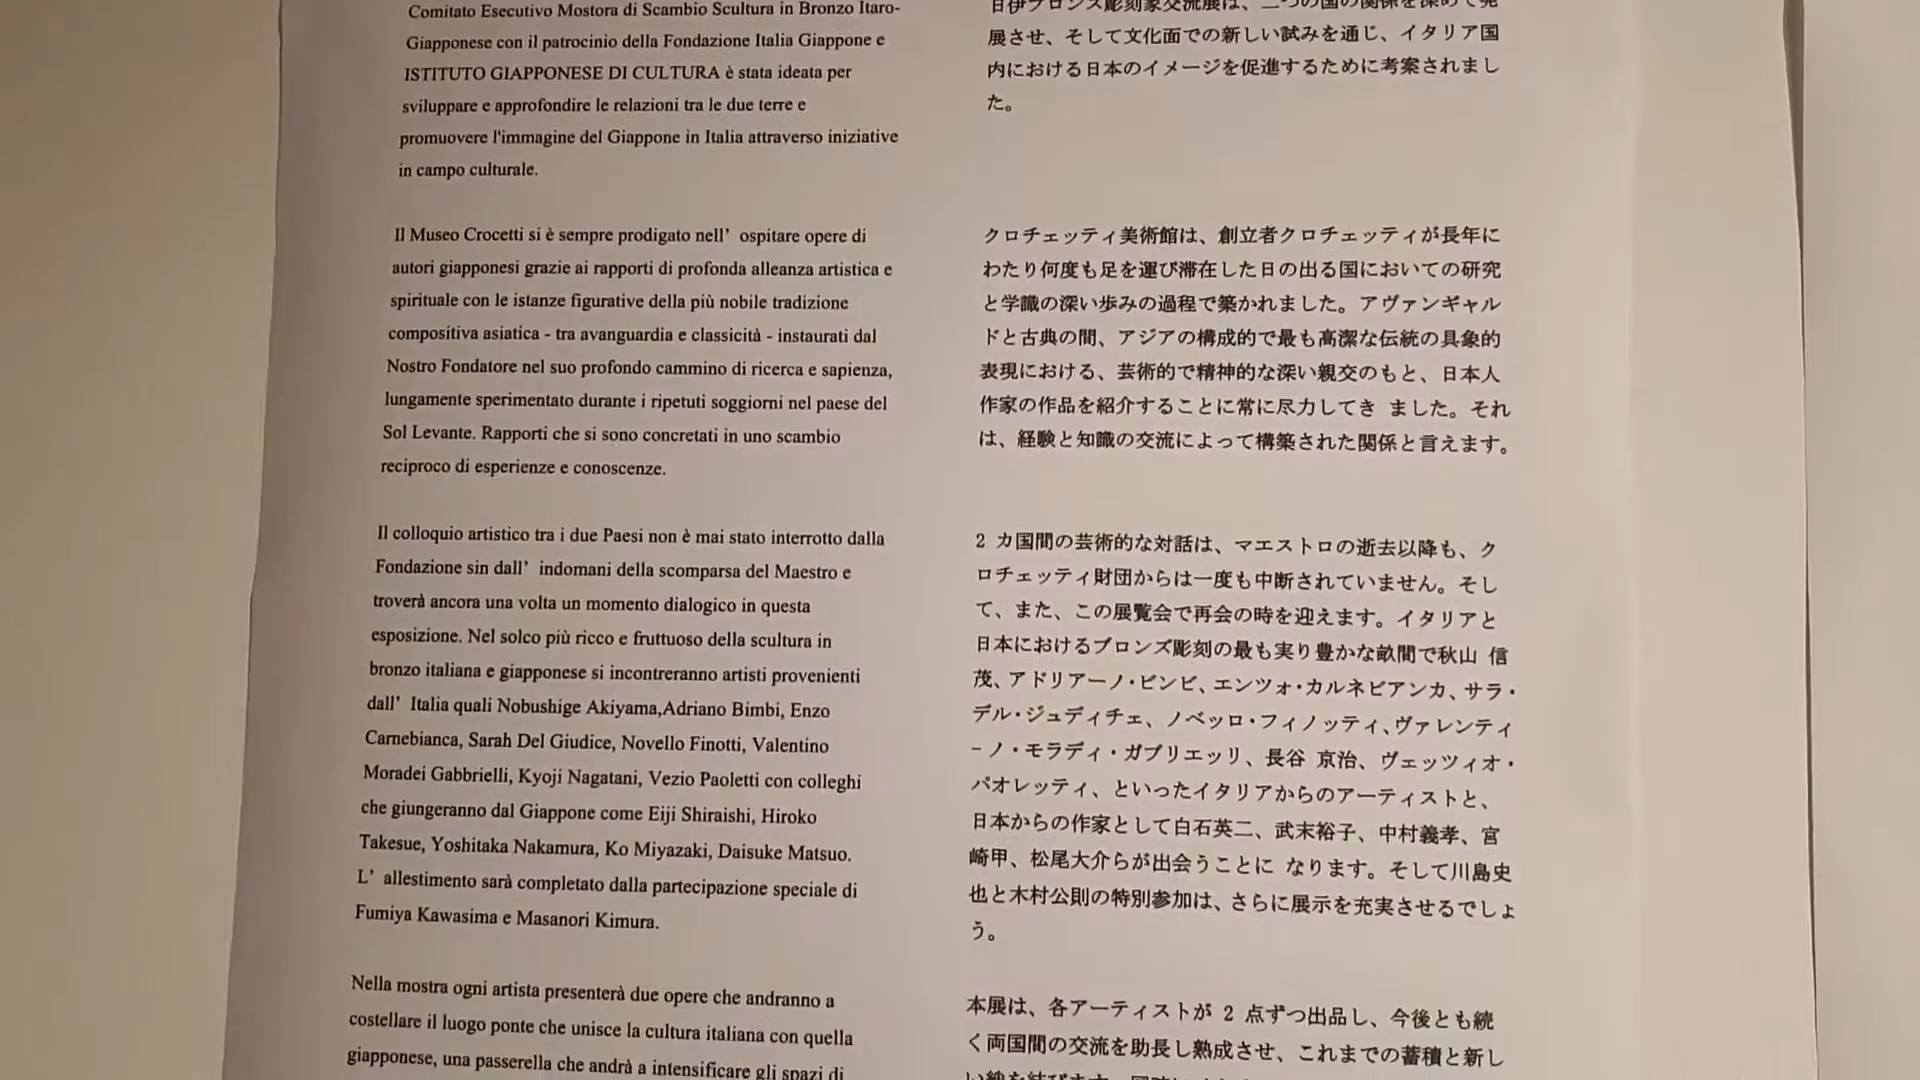 Comitato Esecutivo Mostora di Scambio Scultura in Bronzo Itaro-
Giapponese con il patrocinio della Fondazione Italia Giappone e
ISTITUTO GIAPPONESE DI CULTURA è stata ideata per
sviluppare e approfondire le relazioni tra le due terre e
promuovere l'immagine del Giappone in Italia attraverso iniziative
in campo culturale.
Il Museo Crocetti si è sempre prodigato nell’ ospitare opere di
autori giapponesi grazie ai rapporti di profonda alleanza artistica e
spirituale con le istanze figurative della più nobile tradizione
compositiva asiatica - tra avanguardia e classicità - instaurati dal
Nostro Fondatore nel suo profondo cammino di ricerca e sapienza,
lungamente sperimentato durante i ripetuti soggiorni nel paese del
Sol Levante. Rapporti che si sono concretati in uno scambio
reciproco di esperienze e conoscenze.
Il colloquio artistico tra i due Paesi non è mai stato interrotto dalla
Fondazione sin dall’ indomani della scomparsa del Maestro e
troverà ancora una volta un momento dialogico in questa
esposizione. Nel solco più ricco e fruttuoso della scultura in
bronzo italiana e giapponese si incontreranno artisti provenienti
dall’ Italia quali Nobushige Akiyama,Adriano Bimbi, Enzo
Carnebianca, Sarah Del Giudice, Novello Finotti, Valentino
Moradei Gabbrielli, Kyoji Nagatani, Vezio Paoletti con colleghi
che giungeranno dal Giappone come Eiji Shiraishi, Hiroko
Takesue, Yoshitaka Nakamura, Ko Miyazaki, Daisuke Matsuo.
L’ allestimento sarà completato dalla partecipazione speciale di
Fumiya Kawasima e Masanori Kimura.
Nella mostra ogni artista presenterà due opere che andranno a
costellare il luogo ponte che unisce la cultura italiana con quella
giapponese, una passerella che andrà a intensificare gli spazi di
日伊ブロンズ彫刻家交流展は、二つの国の関係を深めて発
展させ、そして文化面での新しい試みを通じ、イタリア国
内における日本のイメージを促進するために考案されまし
た。
クロチェッティ美術館は、創立者クロチェッティが長年に
わたり何度も足を運び滞在した日の出る国においての研究
と学識の深い歩みの過程で築かれました。アヴァンギャル
ドと古典の間、アジアの構成的で最も高潔な伝統の具象的
表現における、芸術的で精神的な深い親交のもと、日本人
作家の作品を紹介することに常に尽力してき ました。それ
は、経験と知識の交流によって構築された関係と言えます。
2 カ国間の芸術的な対話は、マエストロの逝去以降も、ク
ロチェッティ財団からは一度も中断されていません。そし
て、また、この展覧会で再会の時を迎えます。イタリアと
日本におけるブロンズ彫刻の最も実り豊かな畝間で秋山 信
茂、アドリアーノ・ビンビ、エンツォ・カルネビアンカ、サラ・
デル・ジュディチェ、ノベッロ・フィノッティ、ヴァレンティ
−ノ・モラディ・ガブリエッリ、長谷 京治、ヴェッツィオ・
パオレッティ、といったイタリアからのアーティストと、
日本からの作家として白石英二、武末裕子、中村義孝、宮
崎甲、松尾大介らが出会うことに なります。そして川島史
也と木村公則の特別参加は、さらに展示を充実させるでしょ
う。
本展は、各アーティストが 2 点ずつ出品し、今後とも続
く両国間の交流を助長し熟成させ、これまでの蓄積と新し